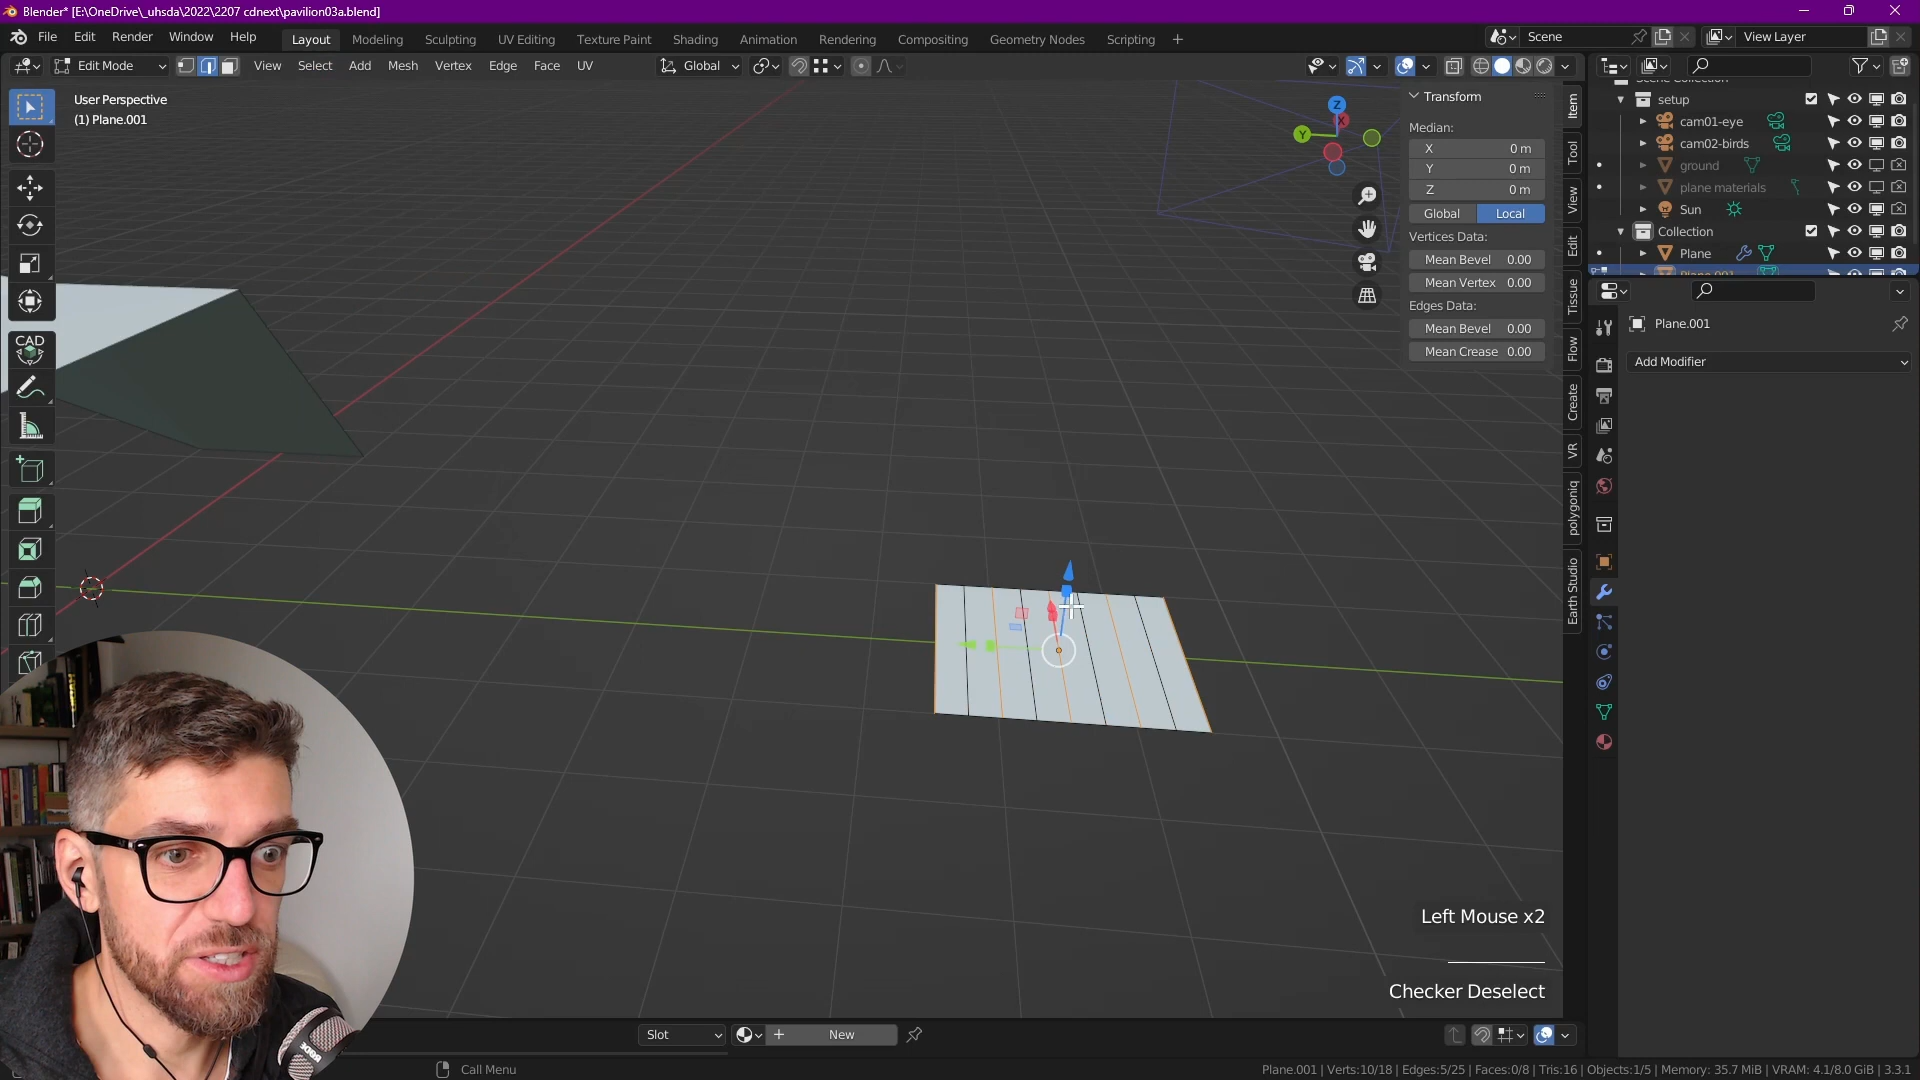 Blender* [E:\OneDrive\_uhsda\2022\2207 cdnext\pavilion03a.blend]
File Edit Render Window Help Layout Modeling Sculpting UV Editing Texture Paint Shading Animation Rendering Compositing Geometry Nodes Scripting + Scene View Layer
Edit Mode View Select Add Mesh Vertex Edge Face UV Global
User Perspective
(1) Plane.001
CAD
Z
X
Y
Transform
Median:
X 0 m
Y 0 m
Z 0 m
Global Local
Vertices Data:
Mean Bevel 0.00
Mean Vertex 0.00
Edges Data:
Mean Bevel 0.00
Mean Crease 0.00
Item
Tool
View
Edit
Tissue
Flow
Create
VR
polygoniq
Earth Studio
setup
cam01-eye
cam02-birds
ground
plane materials
Sun
Collection
Plane
Plane.001
Add Modifier
Left Mouse x2
Checker Deselect
Slot New
Call Menu
Plane.001 | Verts:10/18 | Edges:5/25 | Faces:0/8 | Tris:16 | Objects:1/5 | Memory: 35.7 MiB | VRAM: 4.1/8.0 GiB | 3.3.1
RODE